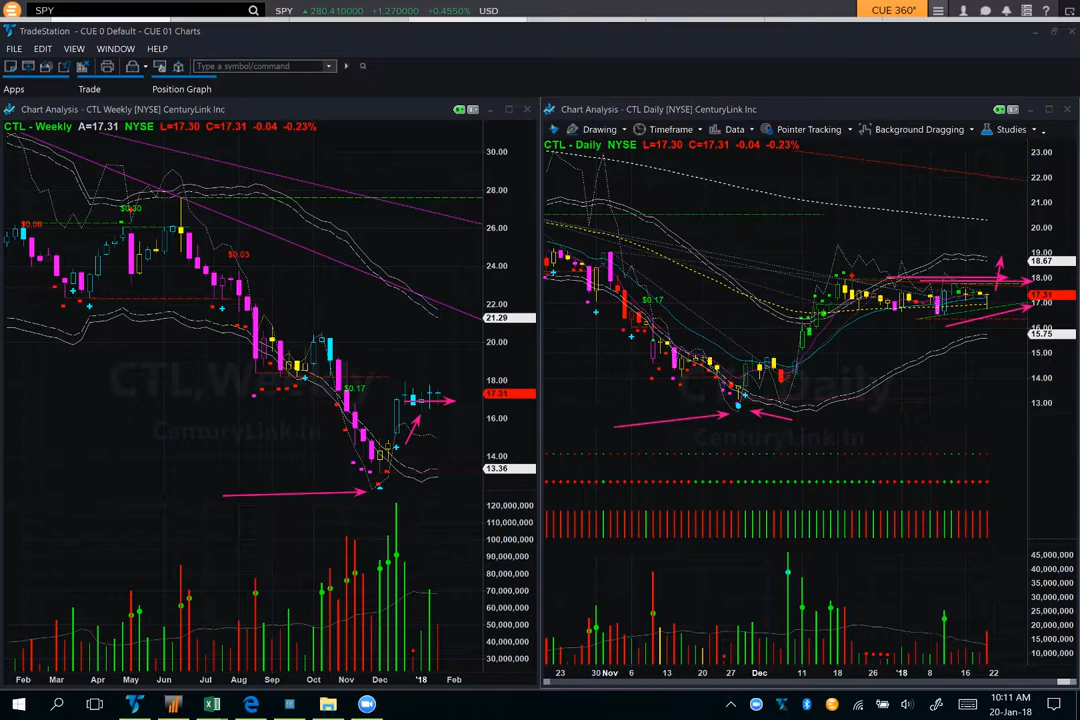 SPY
SPY ▲ 280.410000 +1.270000 +0.4550% USD
CUE 360°
TradeStation - CUE 0 Default - CUE 01 Charts
FILE EDIT VIEW WINDOW HELP
Type a symbol/command
Apps Trade Position Graph
Chart Analysis - CTL Weekly [NYSE] CenturyLink Inc
CTL - Weekly A=17.31 NYSE L=17.30 C=17.31 -0.04 -0.23%
30.00
28.00
26.00
24.00
22.00
21.29
20.00
18.00
17.31
16.00
14.00
13.36
$0.30
$0.03
$0.17
CTL,Weekly
CenturyLink In
120,000,000
110,000,000
100,000,000
90,000,000
80,000,000
70,000,000
60,000,000
50,000,000
40,000,000
30,000,000
Feb Mar Apr May Jun Jul Aug Sep Oct Nov Dec '18 Feb
Chart Analysis - CTL Daily [NYSE] CenturyLink Inc
Drawing Timeframe Data Pointer Tracking Background Dragging Studies
CTL - Daily NYSE L=17.30 C=17.31 -0.04 -0.23%
23.00
22.00
21.00
20.00
19.00
18.67
18.00
17.31
17.00
16.00
15.75
15.00
14.00
13.00
$0.17
CenturyLink In
45,000,000
40,000,000
35,000,000
30,000,000
25,000,000
20,000,000
15,000,000
10,000,000
23 30 Nov 6 13 20 27 Dec 11 18 26 '18 8 16 22
10:11 AM
20-Jan-18